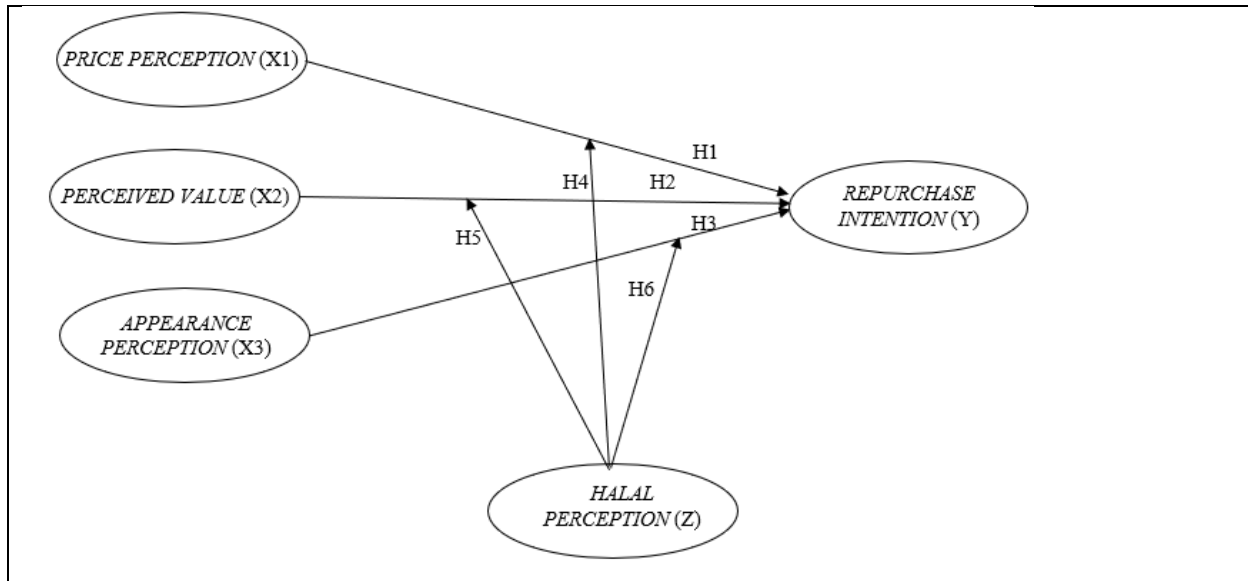 PRICE PERCEPTION (X1)
H1
PERCEIVED VALUE (X2)
H4
H2
REPURCHASE
INTENTION (Y)
H5
H3
H6
APPEARANCE
PERCEPTION (X3)
HALAL
PERCEPTION (Z)